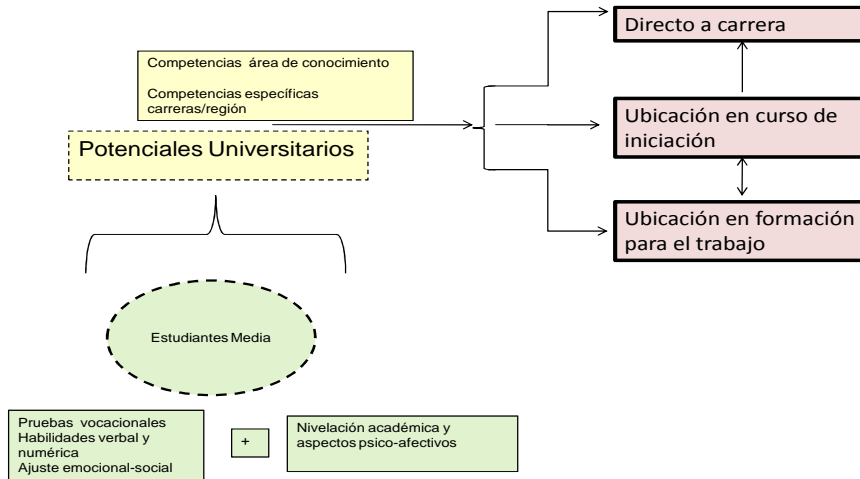 Competencias área de conocimiento
Competencias específicas
carreras/región
Potenciales Universitarios
Directo a carrera
Ubicación en curso de
iniciación
Ubicación en formación
para el trabajo
Estudiantes Media
Pruebas vocacionales
Habilidades verbal y
numérica
Ajuste emocional-social
+
Nivelación académica y
aspectos psico-afectivos